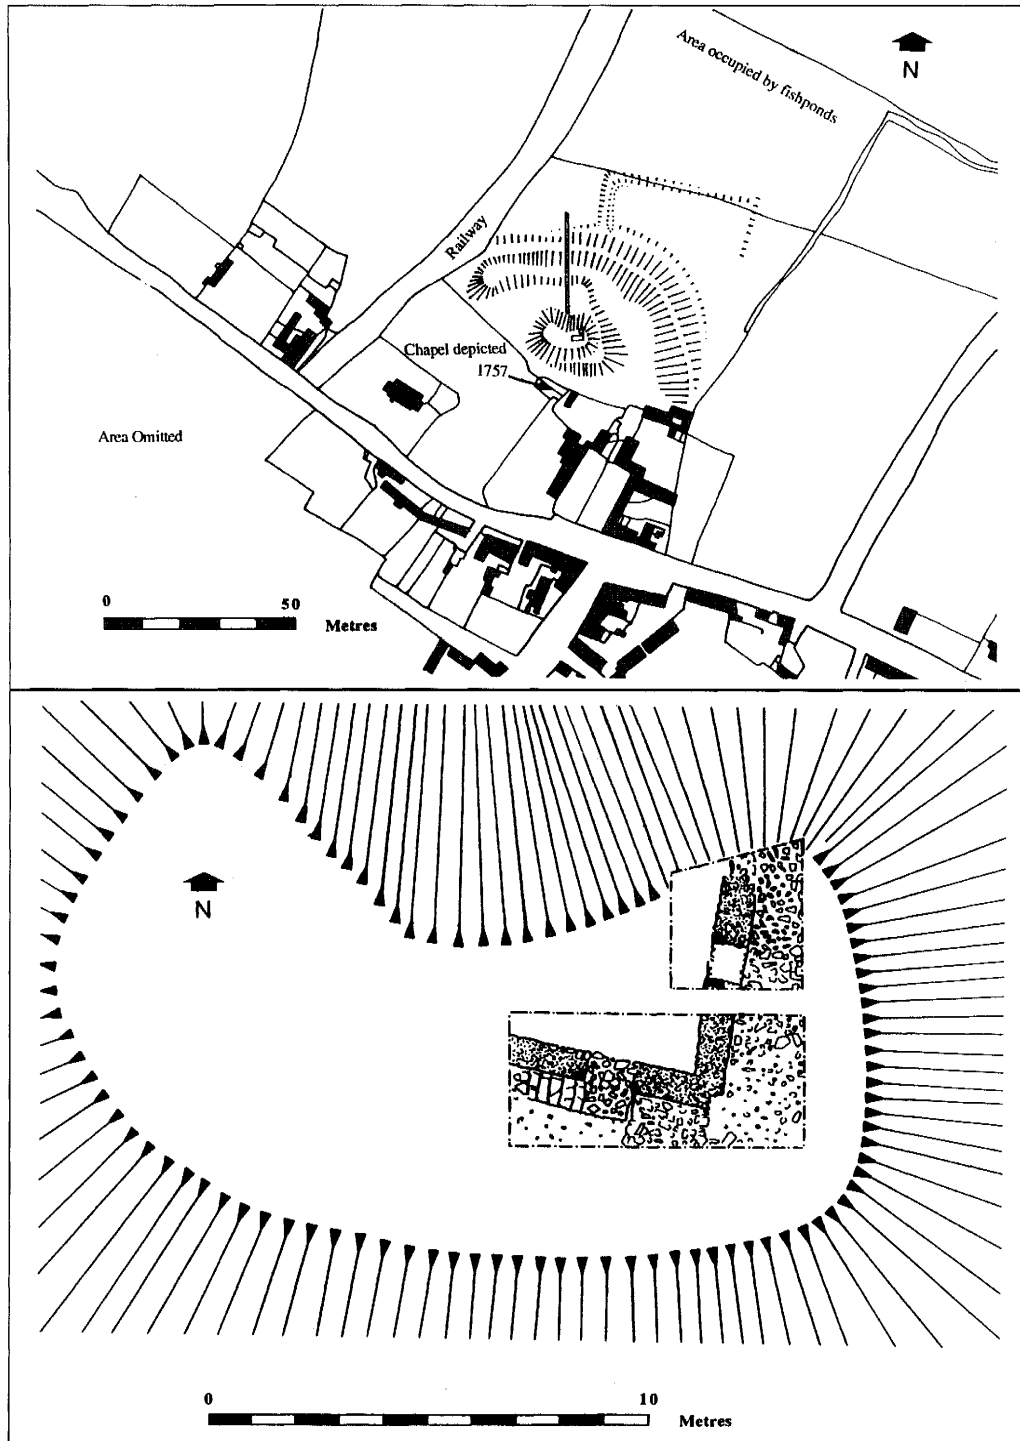 Area occupied by fishponds
N
Railway
Chapel depicted
1757
Area Omitted
0 50
Metres
N
0 10
Metres